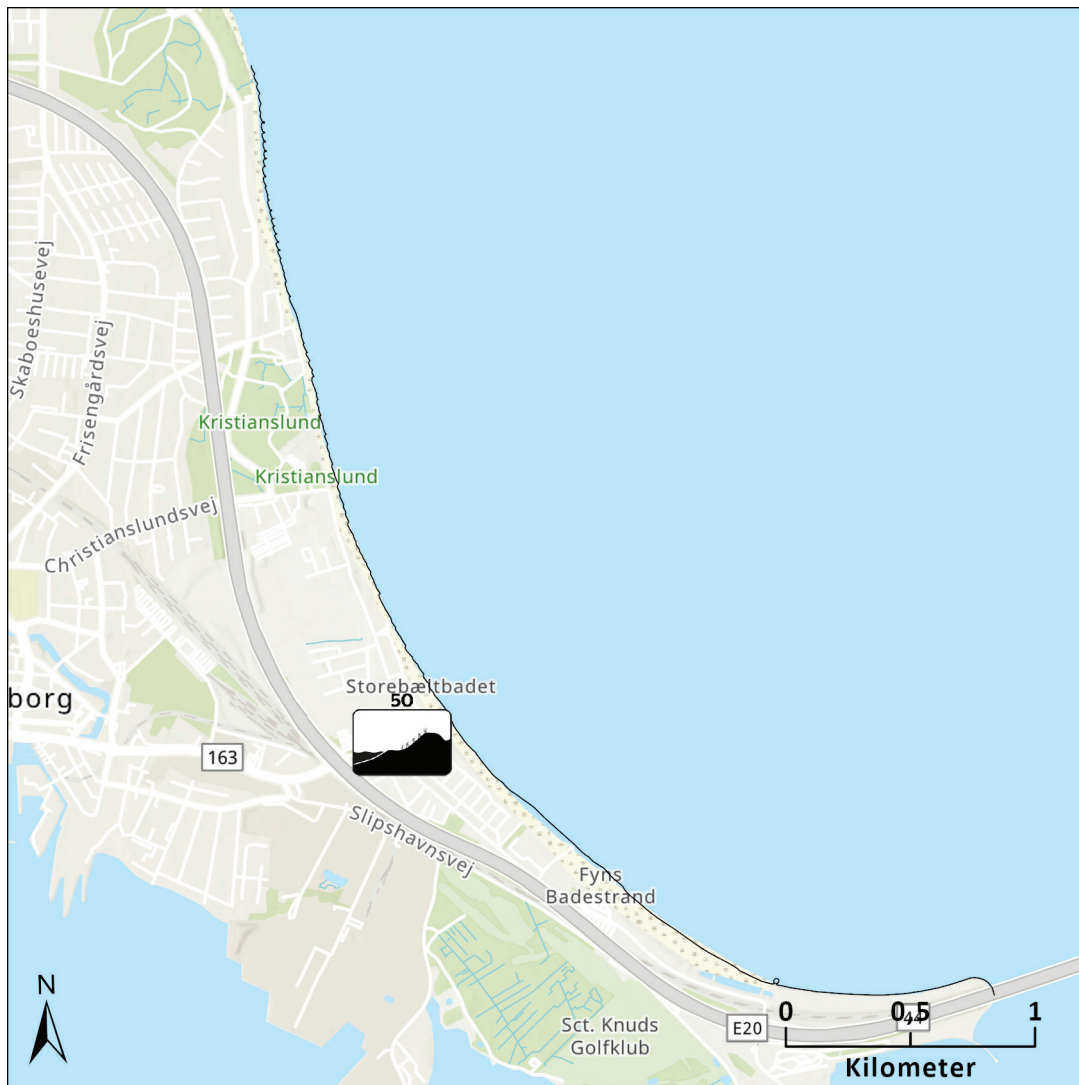 Skaboeshusevej
Frisengårdsvej
Kristianslund
Kristianslund
Christianslundsvej
Storebæltbadet
50
borg
163
Slipshavnsvej
Fyns
Badestrand
N
Sct. Knuds
Golfklub
E20
44
0 0,5 1
Kilometer